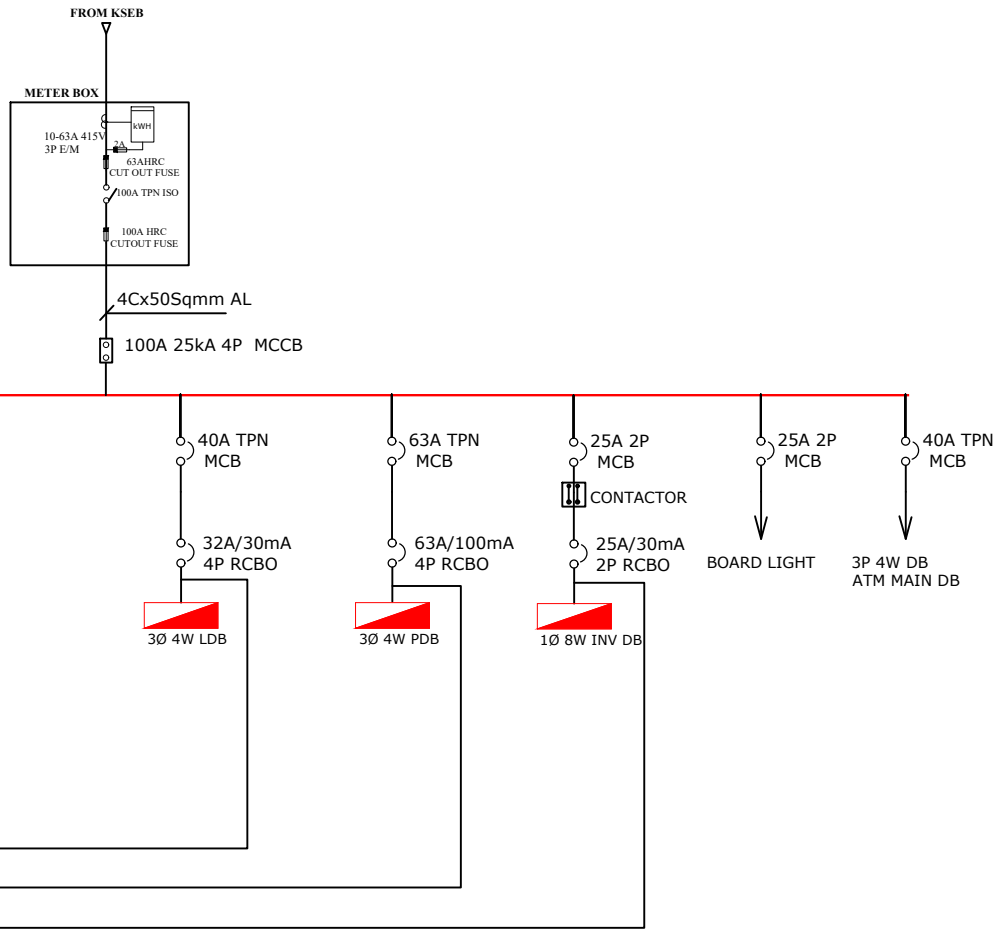 FROM KSEB
METER BOX
kWH
10-63A 415V
3P E/M
2A
63AHRC
CUT OUT FUSE
100A TPN ISO
100A HRC
CUTOUT FUSE
4Cx50Sqmm AL
100A 25kA 4P MCCB
40A TPN
MCB
63A TPN
MCB
25A 2P
MCB
25A 2P
MCB
40A TPN
MCB
CONTACTOR
32A/30mA
4P RCBO
63A/100mA
4P RCBO
25A/30mA
2P RCBO
BOARD LIGHT
3P 4W DB
ATM MAIN DB
3Ø 4W LDB
3Ø 4W PDB
1Ø 8W INV DB